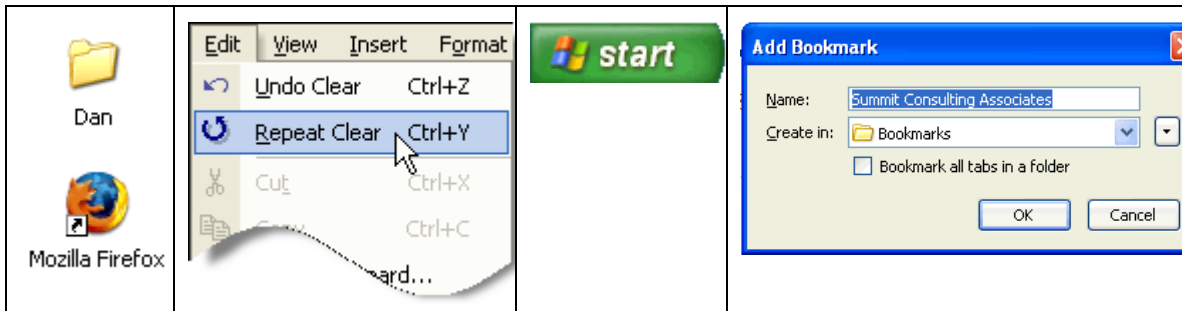 Dan
Mozilla Firefox
Edit View Insert Format
Undo Clear Ctrl+Z
Repeat Clear Ctrl+Y
Cut Ctrl+X
Ctrl+C
ard...
start
Add Bookmark
Name: Summit Consulting Associates
Create in: Bookmarks
Bookmark all tabs in a folder
OK Cancel